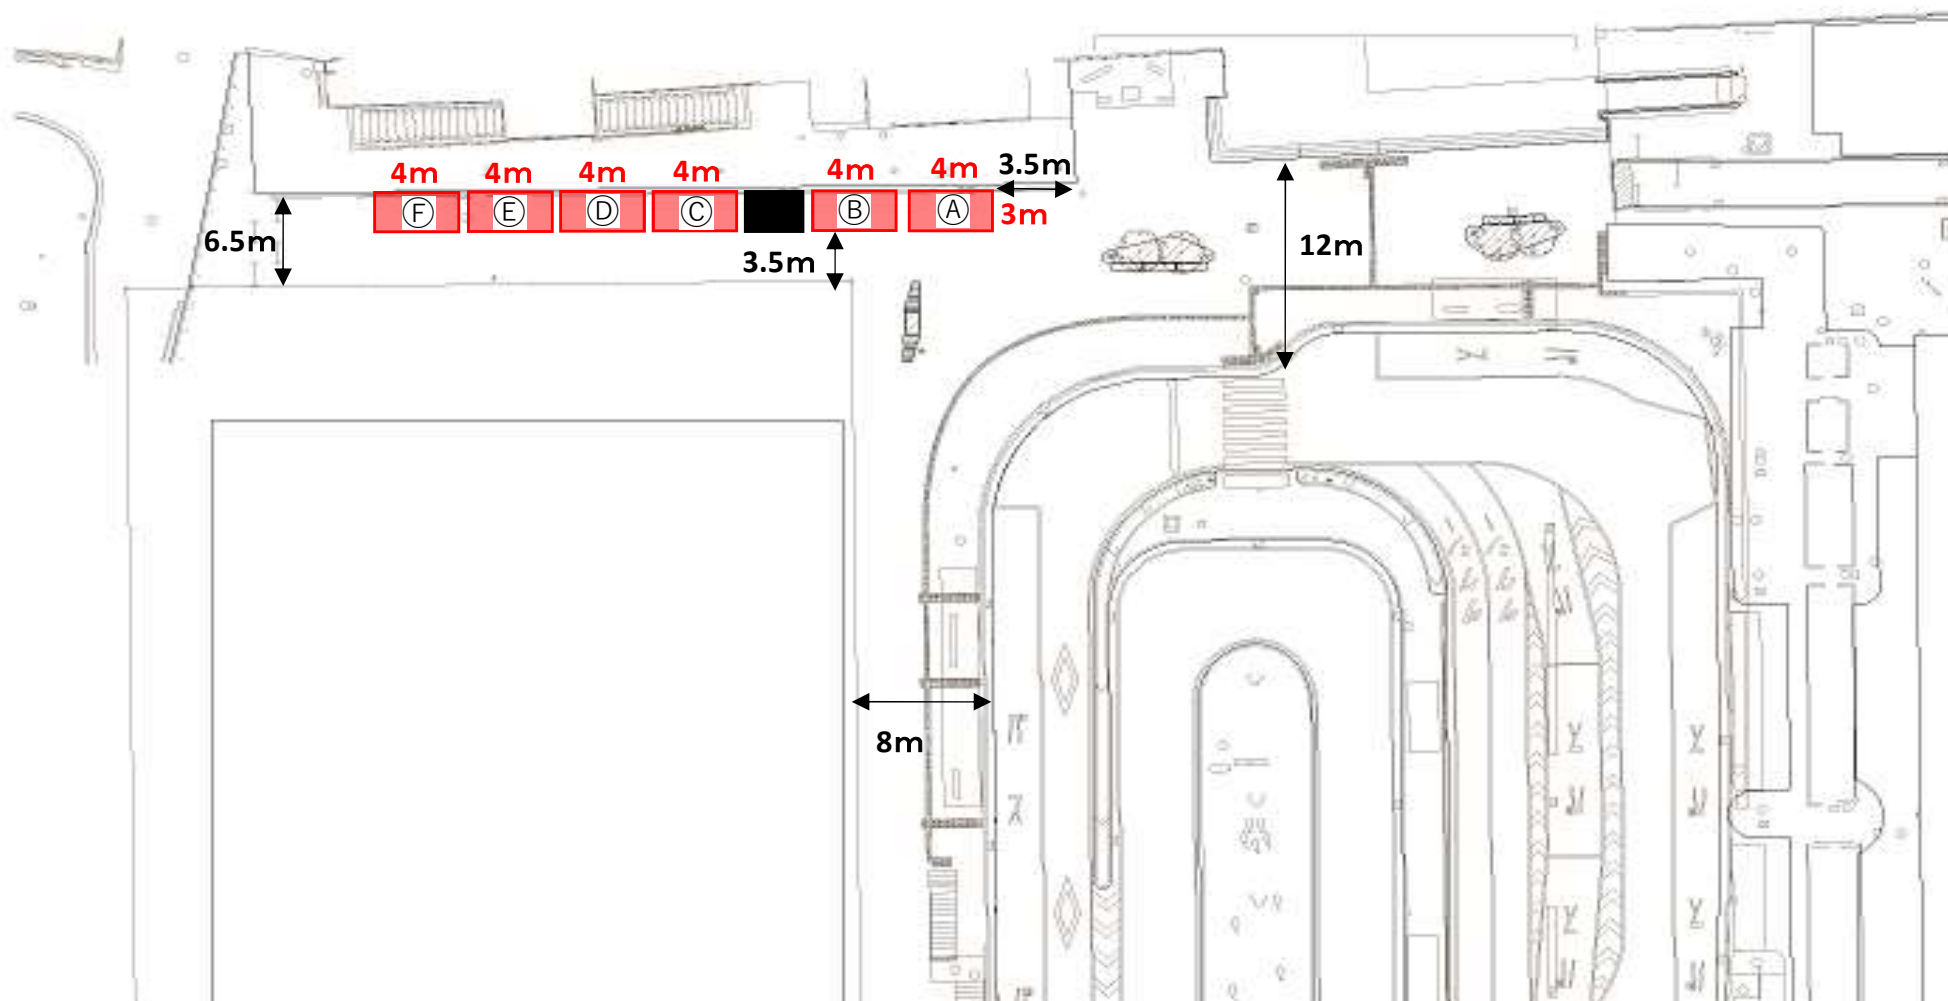 4m 4m 4m 4m 4m 4m 3.5m
Ⓕ Ⓔ Ⓓ Ⓒ Ⓑ Ⓐ 3m
6.5m 3.5m 12m
8m